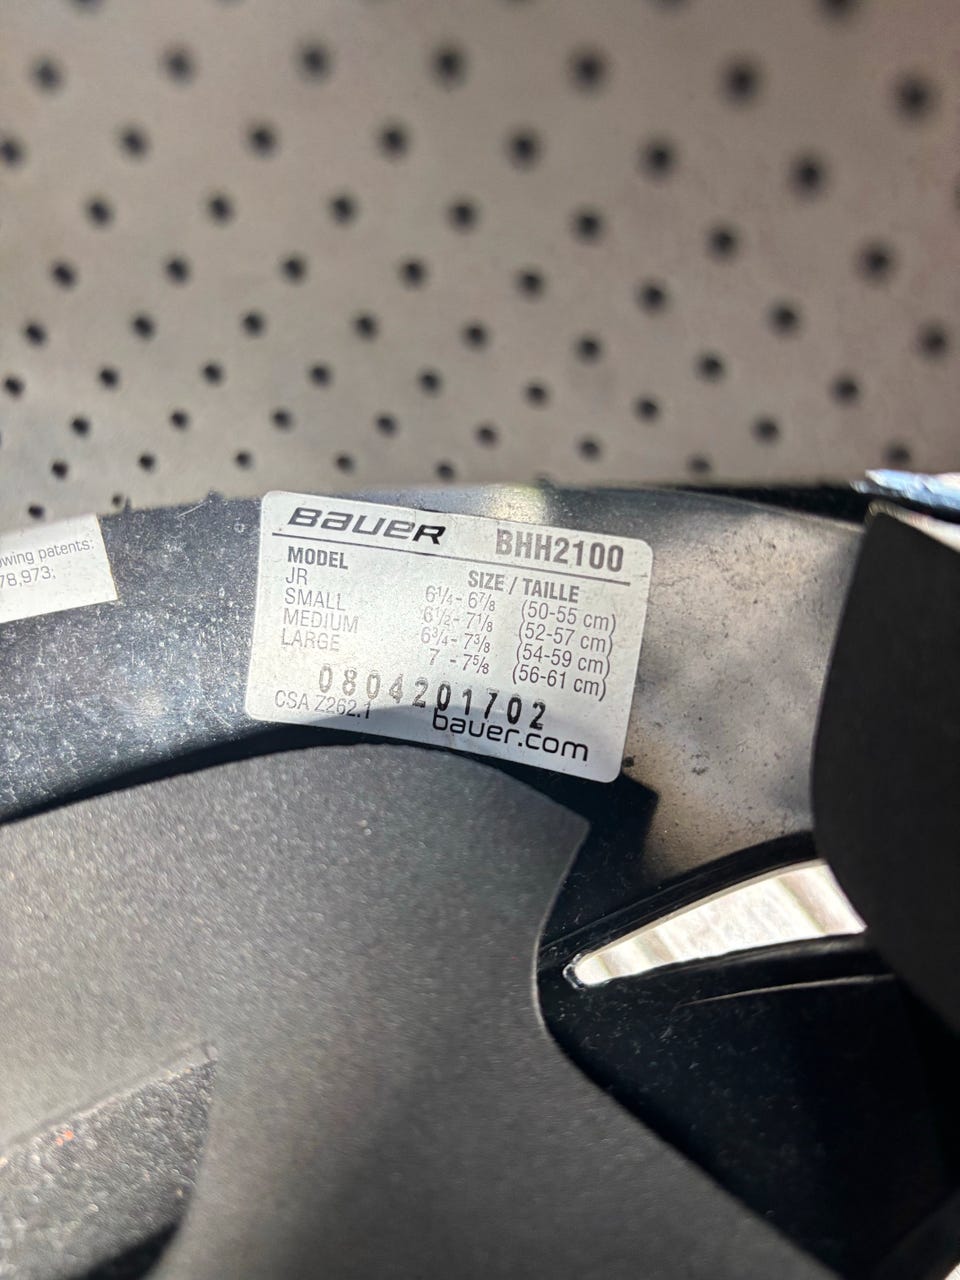 owing patents:
78,973.
BAUER BHH2100
MODEL SIZE / TAILLE
JR 6¼- 6⅞ (50-55 cm)
SMALL 6½- 7⅛ (52-57 cm)
MEDIUM 6¾- 7⅜ (54-59 cm)
LARGE 7 - 7⅝ (56-61 cm)
0804201702
CSA Z262.1 bauer.com